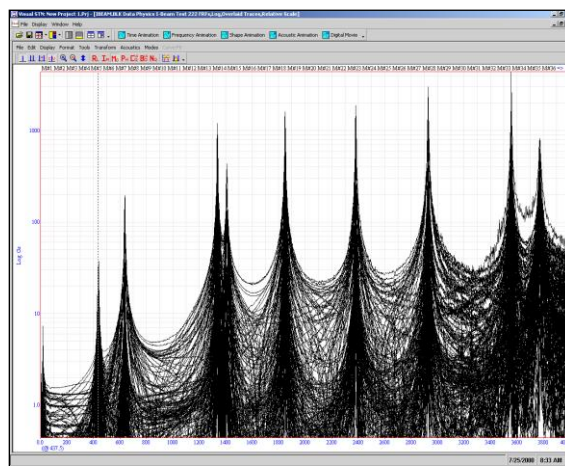 Visual STN: New Project 1.Prj - [BEAM.BLK Data Physics I-Beam Test 222 FRFs,Log,Overlaid Traces,Relative Scale]
File Display Window Help
Time Animation Frequency Animation Shape Animation Acoustic Animation Digital Movie
File Edit Display Format Tools Transform Acoustics Modes
M#1 M#2 M#3 M#4 M#5 M#6 M#7 M#8 M#9 M#10 M#11 M#12 M#13 M#14 M#15 M#16 M#17 M#18 M#19 M#20 M#21 M#22 M#23 M#24 M#25 M#26 M#27 M#28 M#29 M#30 M#31 M#32 M#33 M#34 M#35 M#36
1000
100
Log
10
1.0
0.0 200 400 600 800 1000 1200 1400 1600 1800 2000 2200 2400 2600 2800 3000 3200 3400 3600 3800
(@ 437.5)
7/25/2000 8:33 AM